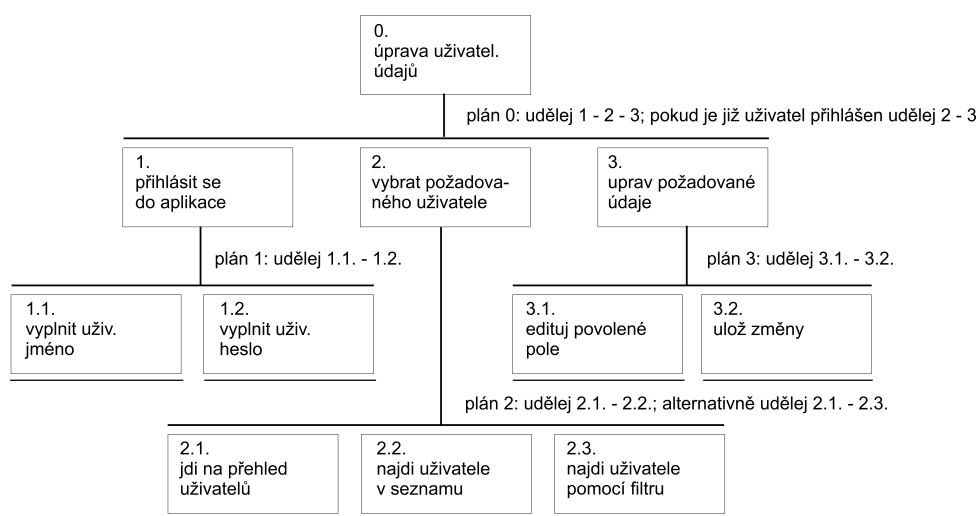 0.
úprava uživatel.
údajů
plán 0: udělej 1 - 2 - 3; pokud je již uživatel přihlášen udělej 2 - 3
1.
přihlásit se
do aplikace
2.
vybrat požadova-
ného uživatele
3.
uprav požadované
údaje
plán 1: udělej 1.1. - 1.2.
plán 3: udělej 3.1. - 3.2.
1.1.
vyplnit uživ.
jméno
1.2.
vyplnit uživ.
heslo
3.1.
edituj povolené
pole
3.2.
ulož změny
plán 2: udělej 2.1. - 2.2.; alternativně udělej 2.1. - 2.3.
2.1.
jdi na přehled
uživatelů
2.2.
najdi uživatele
v seznamu
2.3.
najdi uživatele
pomocí filtru